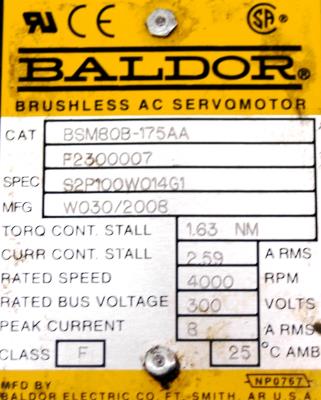 CE
BALDOR®
BRUSHLESS AC SERVOMOTOR
CAT BSM80B-175AA
F2300007
SPEC S2P100W014G1
MFG W030/2008
TORQ CONT. STALL 1.63 NM
CURR CONT. STALL 2.59 A RMS
RATED SPEED 4000 RPM
RATED BUS VOLTAGE 300 VOLTS
PEAK CURRENT 8 A RMS
CLASS F 25 °C AMB
NP0767
MFD BY
BALDOR ELECTRIC CO. FT. SMITH, AR U.S.A.